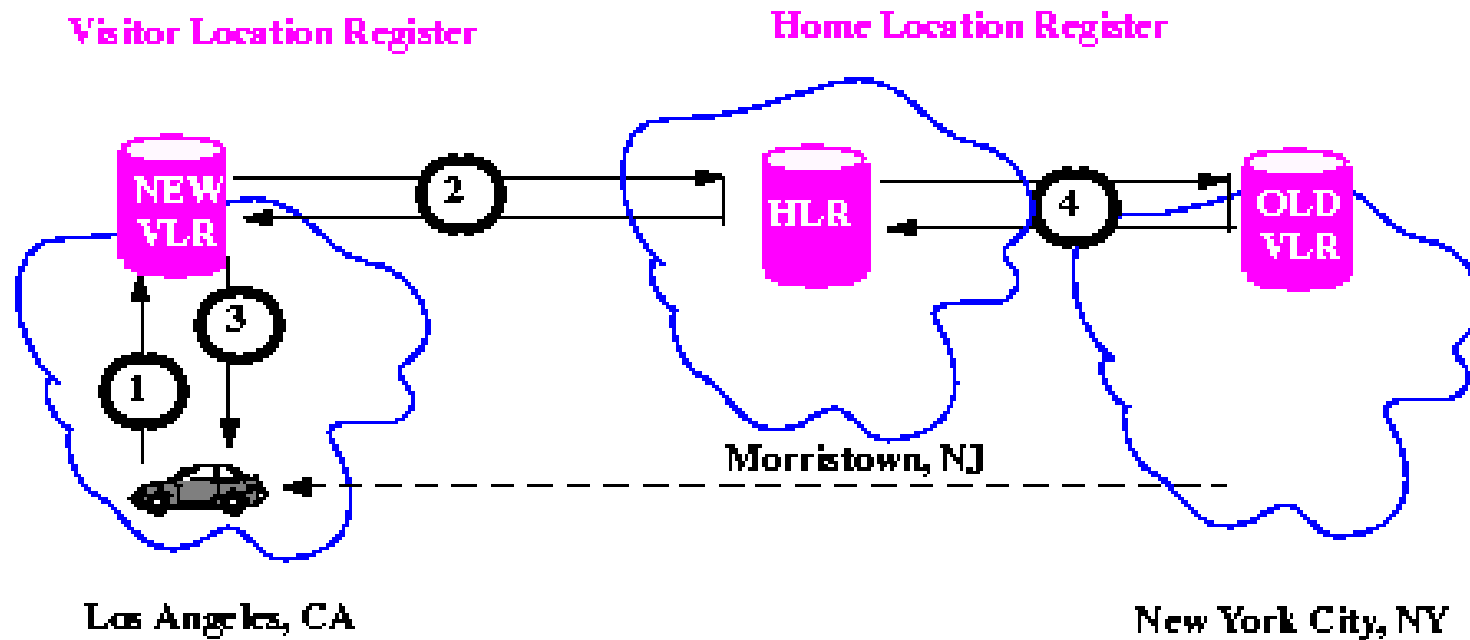 Visitor Location Register
Home Location Register
NEW
VLR
2
HLR
4
OLD
VLR
3
1
Morristown, NJ
Los Angeles, CA
New York City, NY